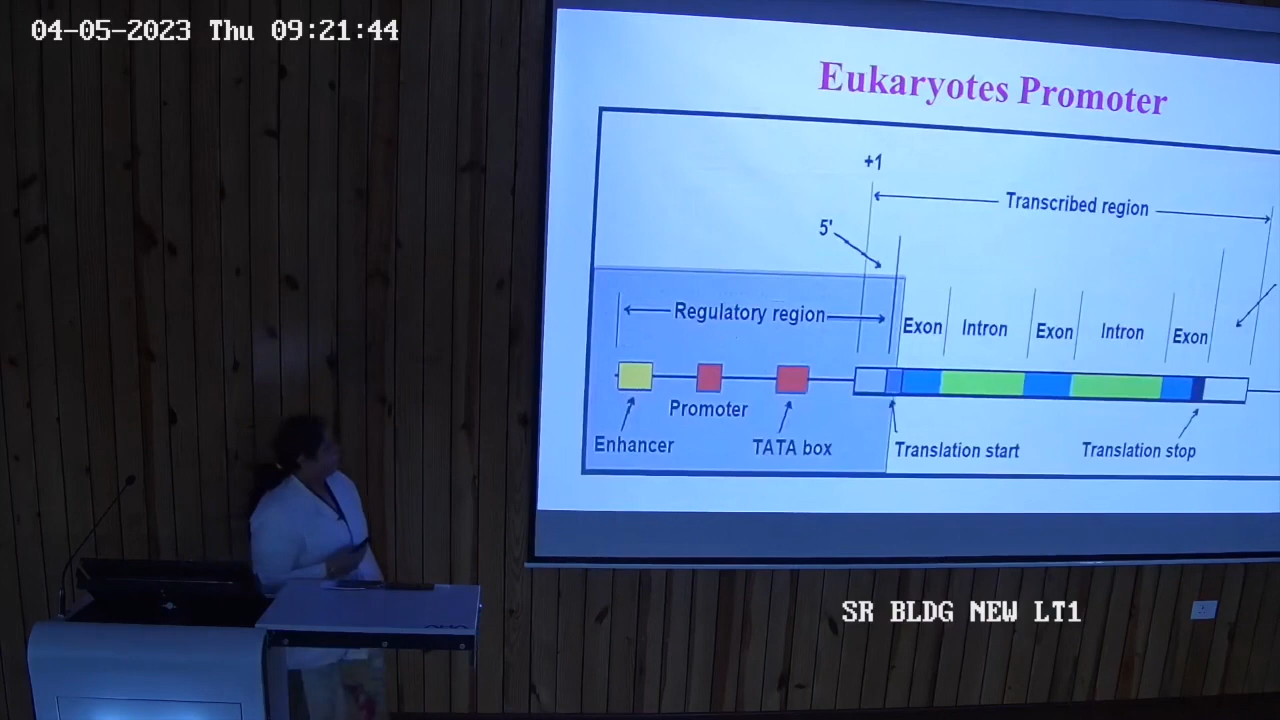 04-05-2023 Thu 09:21:44
Eukaryotes Promoter
+1
Transcribed region
5'
Regulatory region
Exon
Intron
Exon
Intron
Exon
Promoter
Enhancer
TATA box
Translation start
Translation stop
SR BLDG NEW LT1